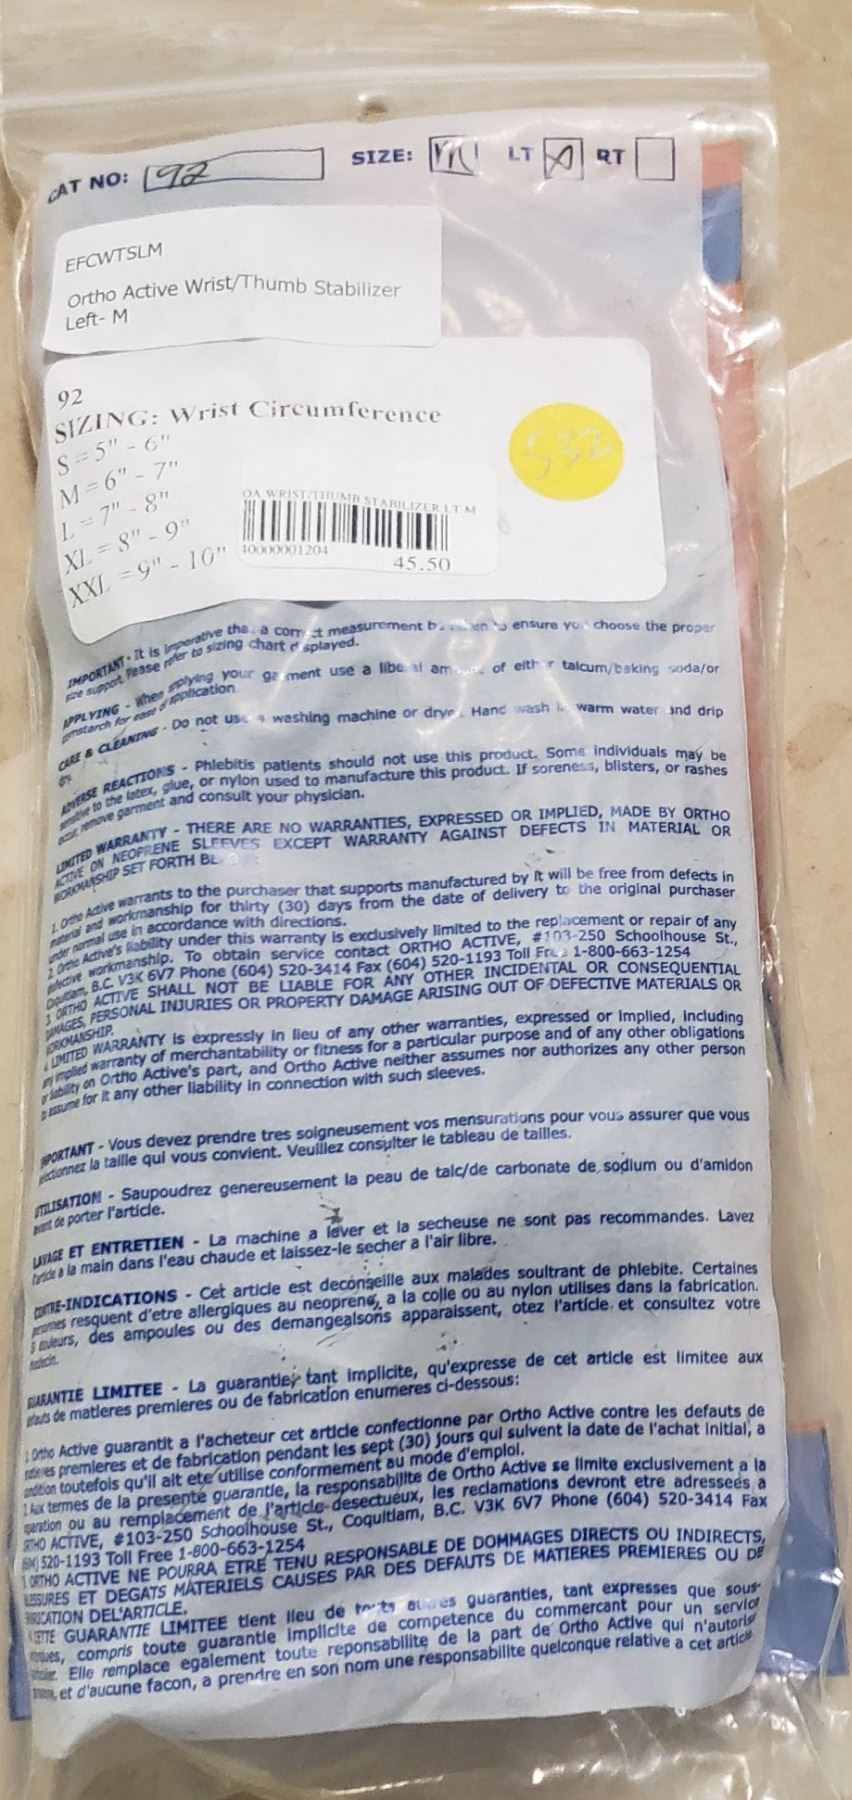 CAT NO: 92 SIZE: M LT X RT
EFCWTSLM
Ortho Active Wrist/Thumb Stabilizer
Left- M
92
SIZING: Wrist Circumference
S = 5" - 6"
M = 6" - 7"
L = 7" - 8"
XL = 8" - 9"
XXL = 9" - 10"
532
OA WRIST/THUMB STABILIZER LT M
40000001204
45.50
IMPORTANT - It is imperative that a correct measurement be taken to ensure you choose the proper
size support. Please refer to sizing chart displayed.
APPLYING - When applying your garment use a liberal amount of either talcum/baking soda/or
cornstarch for ease of application
CARE & CLEANING - Do not use a washing machine or dryer. Hand wash in warm water and drip
dry.
ADVERSE REACTIONS - Phlebitis patients should not use this product. Some individuals may be
sensitive to the latex, glue, or nylon used to manufacture this product. If soreness, blisters, or rashes
occur, remove garment and consult your physician.
LIMITED WARRANTY - THERE ARE NO WARRANTIES, EXPRESSED OR IMPLIED, MADE BY ORTHO
ACTIVE ON NEOPRENE SLEEVES EXCEPT WARRANTY AGAINST DEFECTS IN MATERIAL OR
WORKMANSHIP SET FORTH BELOW:
1. Ortho Active warrants to the purchaser that supports manufactured by it will be free from defects in
material and workmanship for thirty (30) days from the date of delivery to the original purchaser
under normal use in accordance with directions.
2. Ortho Active's liability under this warranty is exclusively limited to the replacement or repair of any
defective workmanship. To obtain service contact ORTHO ACTIVE, #103-250 Schoolhouse St.,
Coquitlam, B.C. V3K 6V7 Phone (604) 520-3414 Fax (604) 520-1193 Toll Free 1-800-663-1254
3. ORTHO ACTIVE SHALL NOT BE LIABLE FOR ANY OTHER INCIDENTAL OR CONSEQUENTIAL
DAMAGES, PERSONAL INJURIES OR PROPERTY DAMAGE ARISING OUT OF DEFECTIVE MATERIALS OR
WORKMANSHIP.
LIMITED WARRANTY is expressly in lieu of any other warranties, expressed or implied, including
any implied warranty of merchantability or fitness for a particular purpose and of any other obligations
or liability on Ortho Active's part, and Ortho Active neither assumes nor authorizes any other person
to assume for it any other liability in connection with such sleeves.
IMPORTANT - Vous devez prendre tres soigneusement vos mensurations pour vous assurer que vous
selectionnez la taille qui vous convient. Veuillez consulter le tableau de tailles.
UTILISATION - Saupoudrez genereusement la peau de talc/de carbonate de sodium ou d'amidon
avant de porter l'article.
LAVAGE ET ENTRETIEN - La machine a laver et la secheuse ne sont pas recommandes. Lavez
l'article a la main dans l'eau chaude et laissez-le secher a l'air libre.
CONTRE-INDICATIONS - Cet article est deconseille aux malades soultrant de phlebite. Certaines
personnes resquent d'etre allergiques au neoprene, a la colle ou au nylon utilises dans la fabrication.
Si douleurs, des ampoules ou des demangealsons apparaissent, otez l'article et consultez votre
medecin.
GUARANTIE LIMITEE - La guarantie, tant implicite, qu'expresse de cet article est limitee aux
defauts de matieres premieres ou de fabrication enumeres ci-dessous:
1 Ortho Active guarantit a l'acheteur cet article confectionne par Ortho Active contre les defauts de
matieres premieres et de fabrication pendant les sept (30) jours qui suivent la date de l'achat initial, a
condition toutefois qu'il ait ete utilise conformement au mode d'emploi.
2 Aux termes de la presente guarantie, la responsabilite de Ortho Active se limite exclusivement a la
reparation ou au remplacement de l'article desectueux, les reclamations devront etre adressees a
ORTHO ACTIVE, #103-250 Schoolhouse St., Coquitlam, B.C. V3K 6V7 Phone (604) 520-3414 Fax
(604) 520-1193 Toll Free 1-800-663-1254
ORTHO ACTIVE NE POURRA ETRE TENU RESPONSABLE DE DOMMAGES DIRECTS OU INDIRECTS,
BLESSURES ET DEGATS MATERIELS CAUSES PAR DES DEFAUTS DE MATIERES PREMIERES OU DE
FABRICATION DEL'ARTICLE.
CETTE GUARANTIE LIMITEE tient lieu de toute autres guaranties, tant expresses que sous-
compris toute guarantie implicite de competence du commercant pour un service
Elle remplace egalement toute reponsabilite de la part de Ortho Active qui n'autorise
et d'aucune facon, a prendre en son nom une responsabilite quelconque relative a cet article